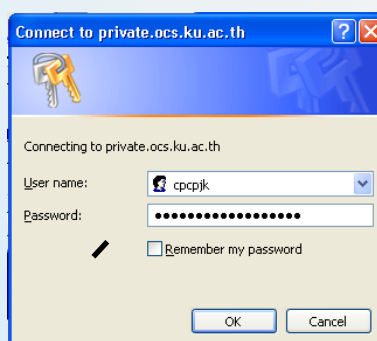 Connect to private.ocs.ku.ac.th
Connecting to private.ocs.ku.ac.th
User name:
cpcpjk
Password:
••••••••••••••••••
Remember my password
OK
Cancel